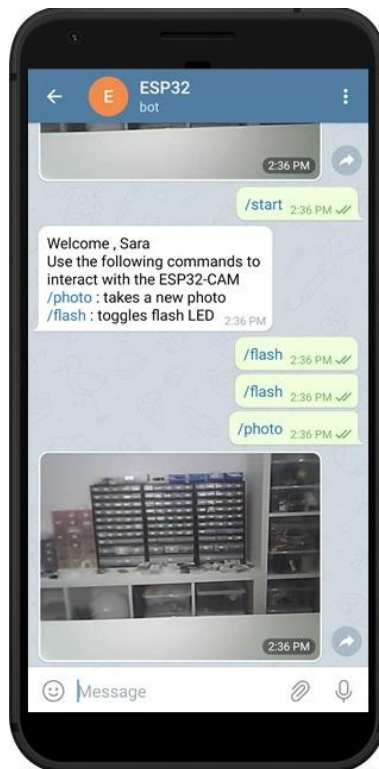 E
ESP32
bot
2:36 PM
/start 2:36 PM
Welcome , Sara
Use the following commands to
interact with the ESP32-CAM
/photo : takes a new photo
/flash : toggles flash LED 2:36 PM
/flash 2:36 PM
/flash 2:36 PM
/photo 2:36 PM
2:36 PM
Message